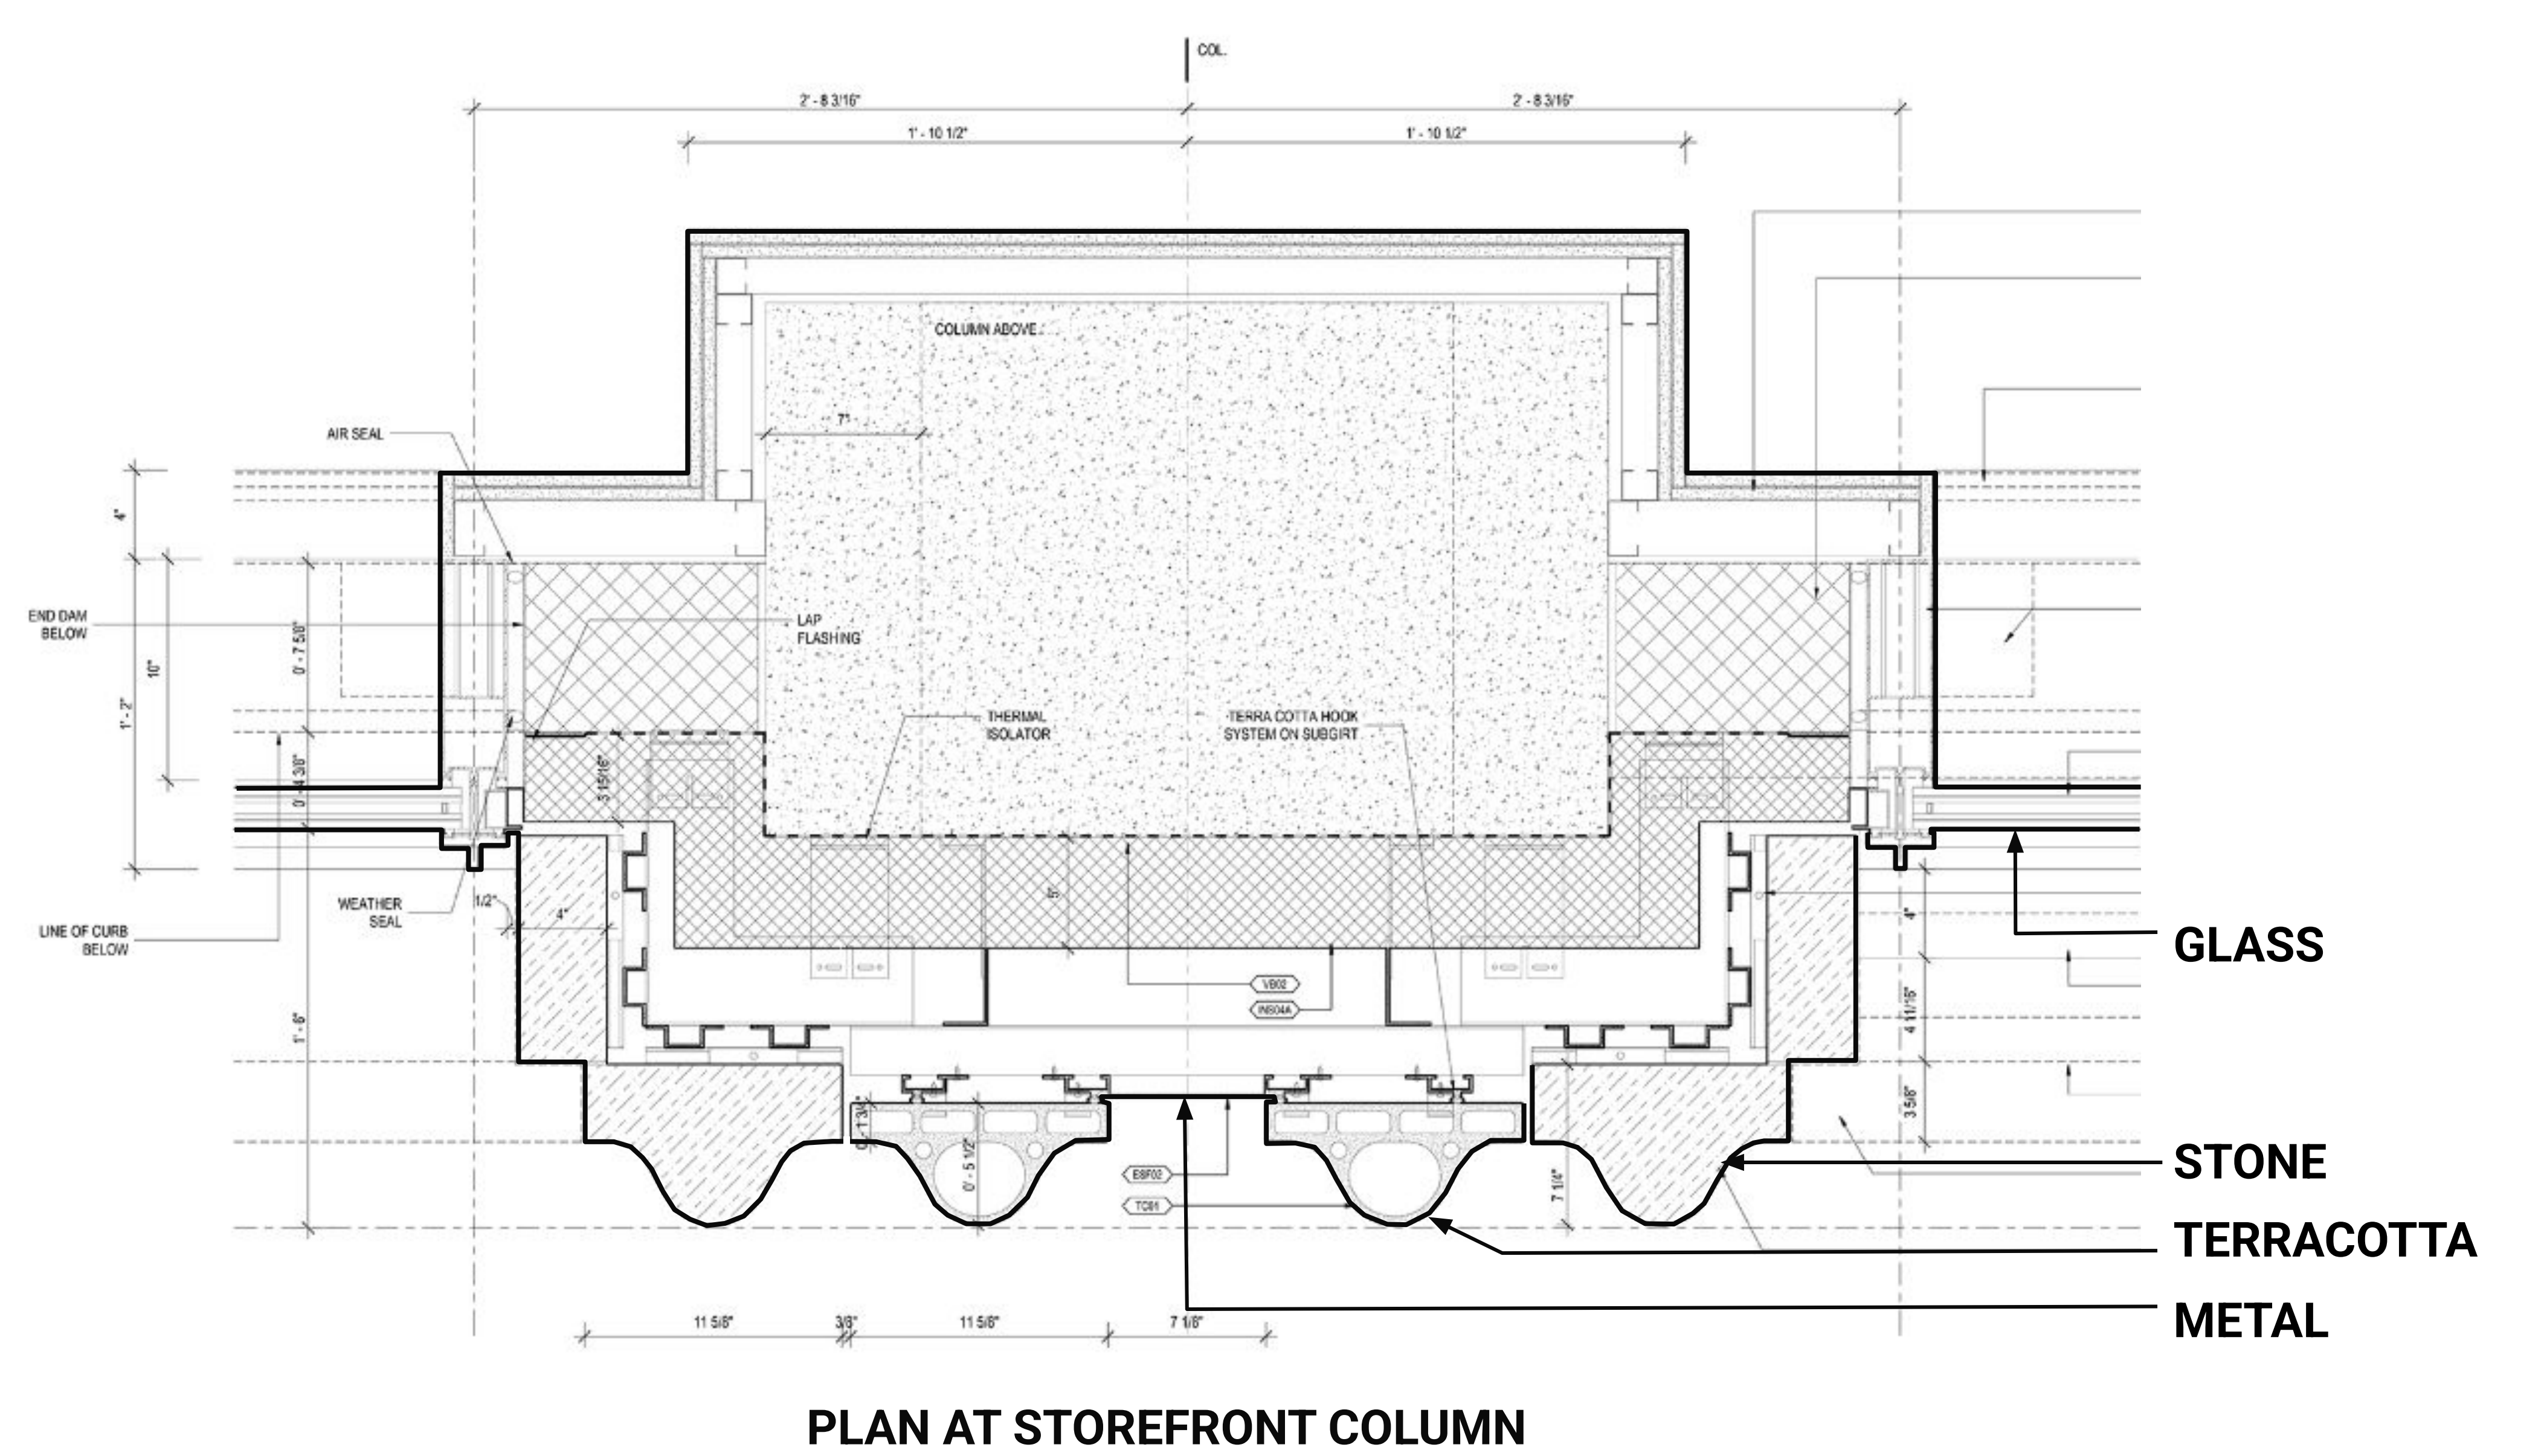 COL.
2' - 8 3/16"
2' - 8 3/16"
1' - 10 1/2"
1' - 10 1/2"
COLUMN ABOVE
7"
AIR SEAL
4"
END DAM
BELOW
LAP
FLASHING
0' - 7 5/8"
10"
1' - 2"
THERMAL
ISOLATOR
TERRA COTTA HOOK
SYSTEM ON SUBGIRT
3 15/16"
0' - 4 3/8"
WEATHER
SEAL
1/2"
4"
5"
4"
LINE OF CURB
BELOW
GLASS
VB02
INS04A
4 11/16"
1' - 6"
3 5/8"
0' - 1 3/4"
0' - 5 1/2"
ESF02
TC01
7 1/4"
STONE
TERRACOTTA
METAL
11 5/8"
3/8"
11 5/8"
7 1/8"
PLAN AT STOREFRONT COLUMN